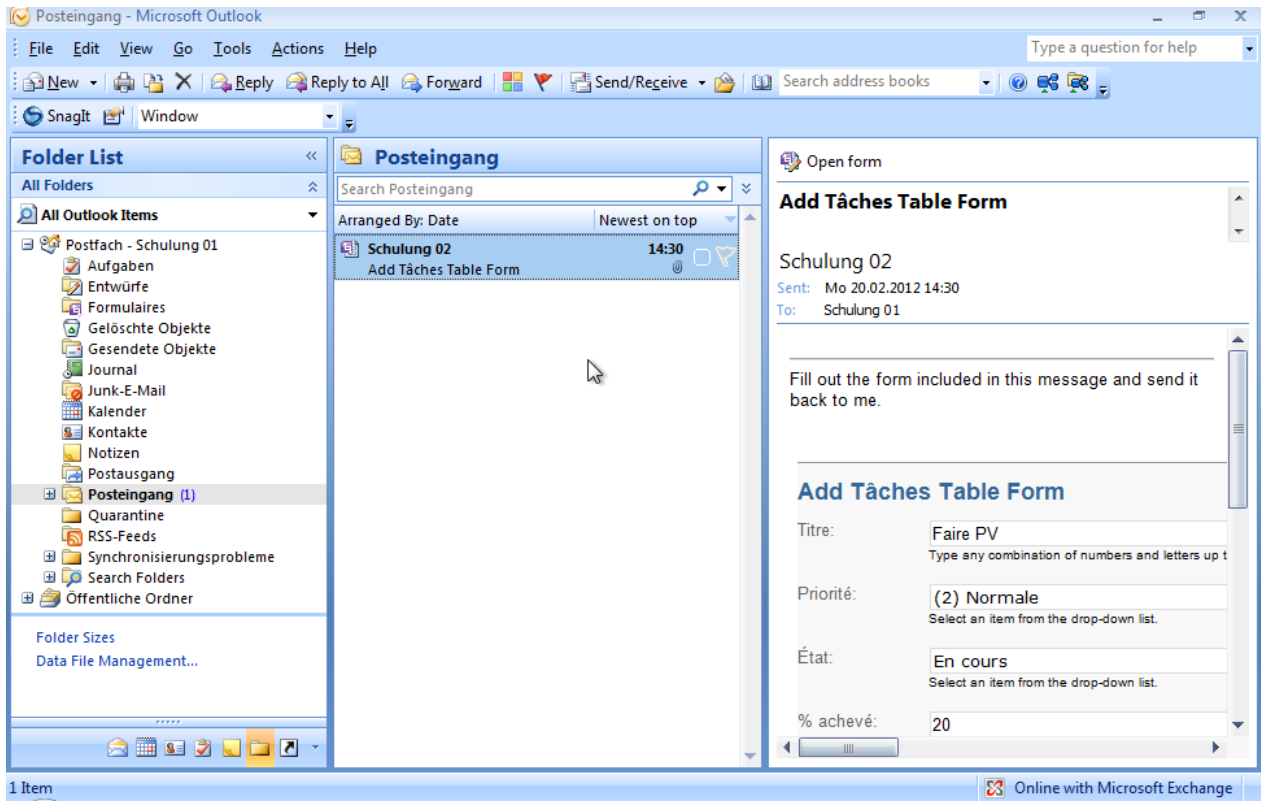 Posteingang - Microsoft Outlook
File Edit View Go Tools Actions Help
Type a question for help
New Reply Reply to All Forward Send/Receive Search address books
SnagIt Window
Folder List
All Folders
All Outlook Items
Postfach - Schulung 01
Aufgaben
Entwürfe
Formulaires
Gelöschte Objekte
Gesendete Objekte
Journal
Junk-E-Mail
Kalender
Kontakte
Notizen
Postausgang
Posteingang (1)
Quarantine
RSS-Feeds
Synchronisierungsprobleme
Search Folders
Öffentliche Ordner
Folder Sizes
Data File Management...
Posteingang
Search Posteingang
Arranged By: Date Newest on top
Schulung 02 14:30
Add Tâches Table Form
Open form
Add Tâches Table Form
Schulung 02
Sent: Mo 20.02.2012 14:30
To: Schulung 01
Fill out the form included in this message and send it
back to me.
Add Tâches Table Form
Titre: Faire PV
Type any combination of numbers and letters up t
Priorité: (2) Normale
Select an item from the drop-down list.
État: En cours
Select an item from the drop-down list.
% achevé: 20
1 Item
Online with Microsoft Exchange